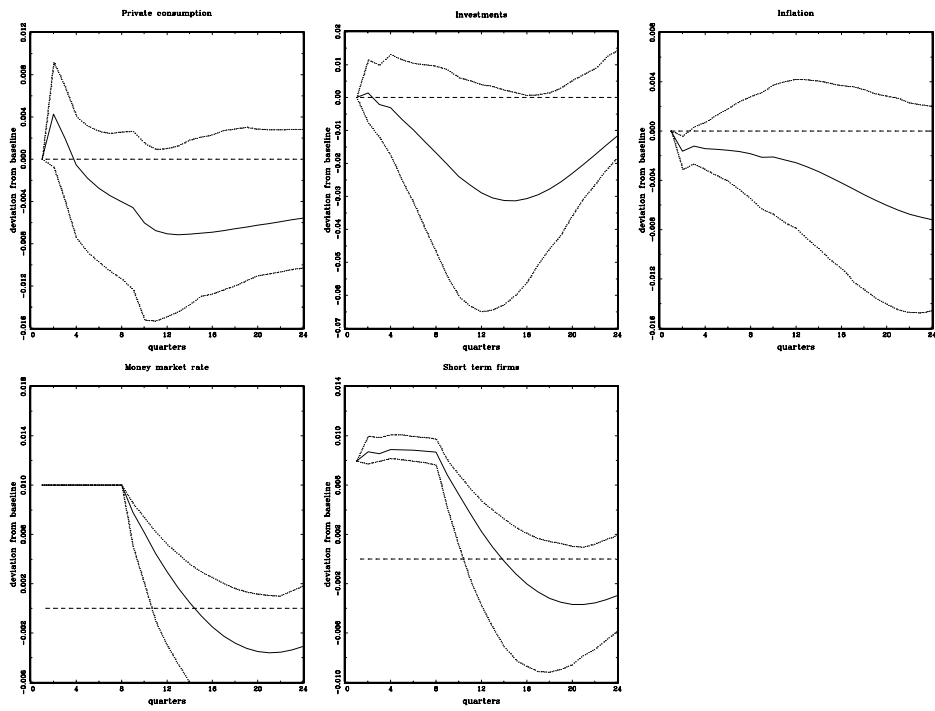 Private consumption
deviation from baseline
0.012
0.008
0.004
0.000
-0.004
-0.008
-0.012
-0.016
0 4 8 12 16 20 24
quarters
Investments
deviation from baseline
0.02
0.01
0.00
-0.01
-0.02
-0.03
-0.04
-0.05
-0.06
-0.07
0 4 8 12 16 20 24
quarters
Inflation
deviation from baseline
0.008
0.004
0.000
-0.004
-0.008
-0.012
-0.016
0 4 8 12 16 20 24
quarters
Money market rate
deviation from baseline
0.018
0.014
0.010
0.006
0.002
-0.002
-0.006
0 4 8 12 16 20 24
quarters
Short term firms
deviation from baseline
0.014
0.010
0.006
0.002
-0.002
-0.006
-0.010
0 4 8 12 16 20 24
quarters